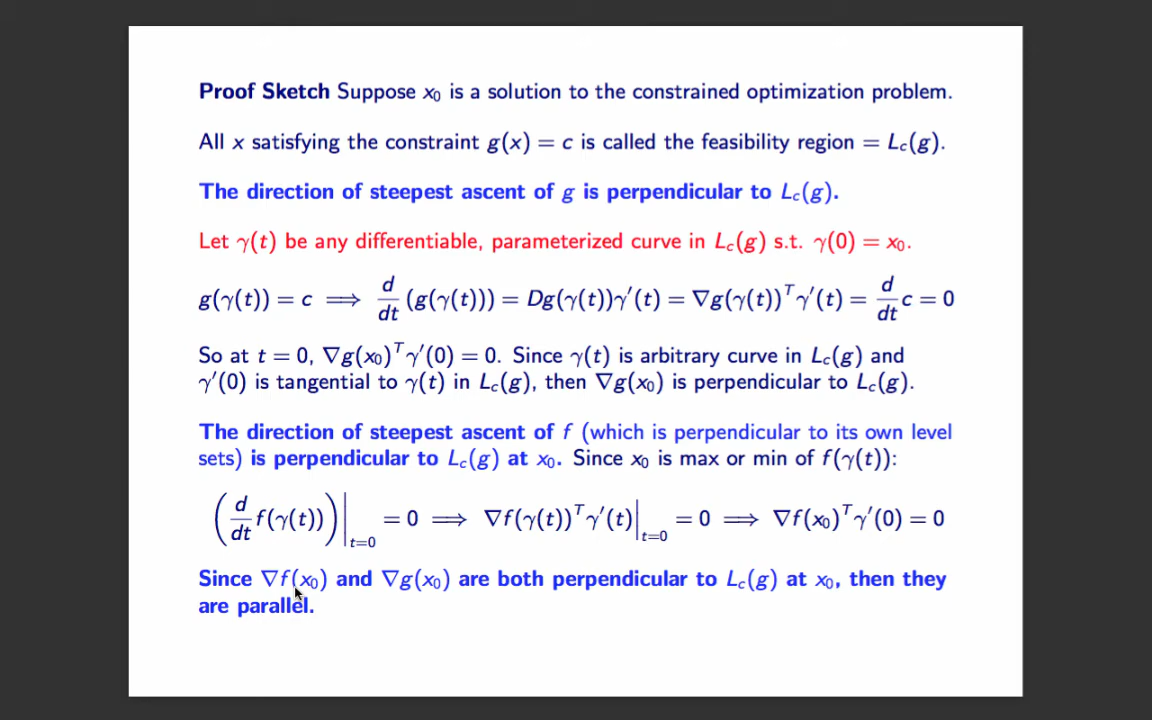 Proof Sketch Suppose x₀ is a solution to the constrained optimization problem.
All x satisfying the constraint g(x) = c is called the feasibility region = L_c(g).
The direction of steepest ascent of g is perpendicular to L_c(g).
Let γ(t) be any differentiable, parameterized curve in L_c(g) s.t. γ(0) = x₀.
g(γ(t)) = c ⟹ d/dt (g(γ(t))) = Dg(γ(t))γ′(t) = ∇g(γ(t))ᵀγ′(t) = d/dt c = 0
So at t = 0, ∇g(x₀)ᵀγ′(0) = 0. Since γ(t) is arbitrary curve in L_c(g) and
γ′(0) is tangential to γ(t) in L_c(g), then ∇g(x₀) is perpendicular to L_c(g).
The direction of steepest ascent of f (which is perpendicular to its own level
sets) is perpendicular to L_c(g) at x₀. Since x₀ is max or min of f(γ(t)):
(d/dt f(γ(t)))|_{t=0} = 0 ⟹ ∇f(γ(t))ᵀγ′(t)|_{t=0} = 0 ⟹ ∇f(x₀)ᵀγ′(0) = 0
Since ∇f(x₀) and ∇g(x₀) are both perpendicular to L_c(g) at x₀, then they
are parallel.